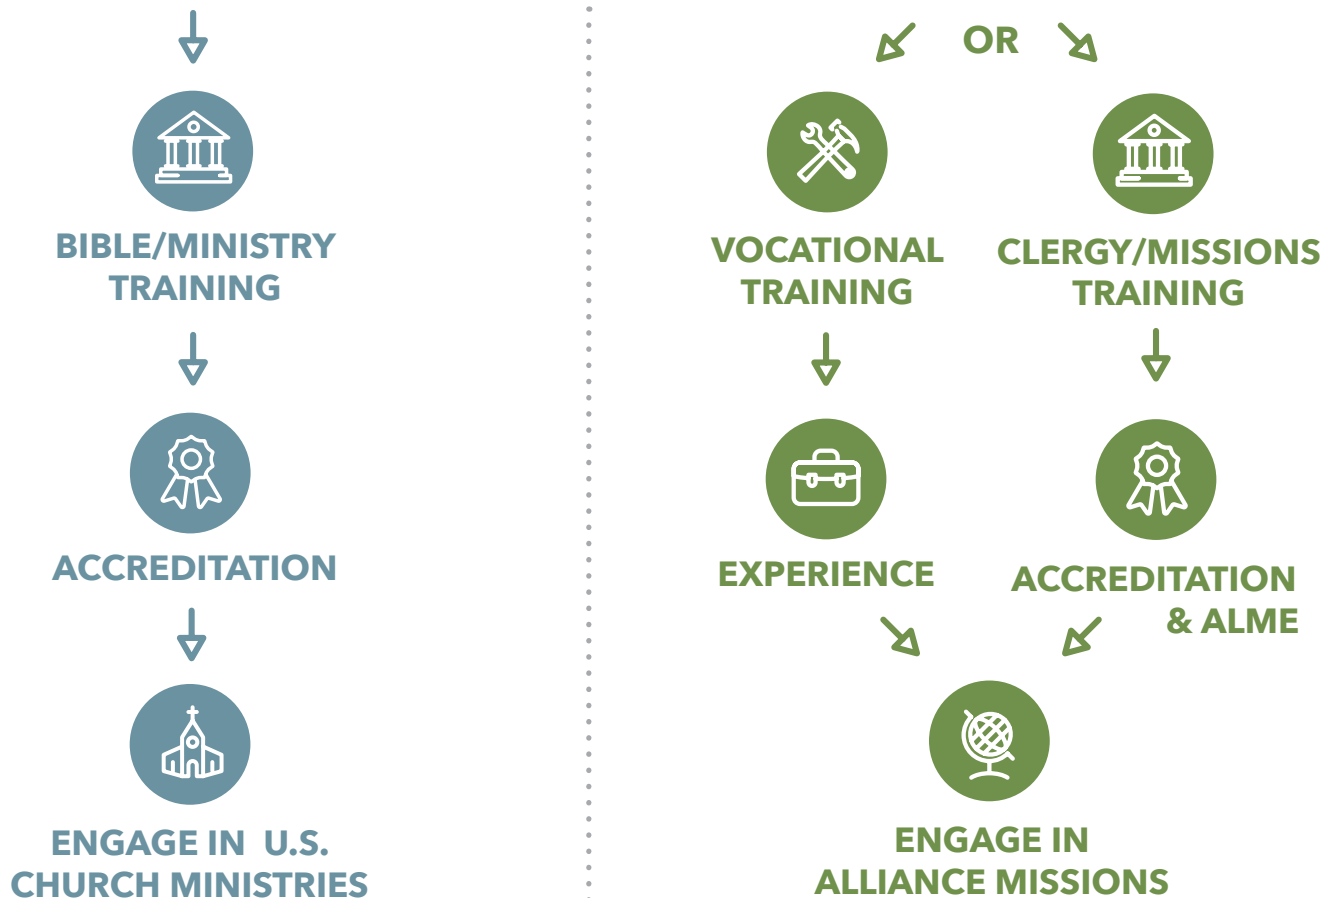 BIBLE/MINISTRY
TRAINING
ACCREDITATION
ENGAGE IN U.S.
CHURCH MINISTRIES
OR
VOCATIONAL
TRAINING
CLERGY/MISSIONS
TRAINING
EXPERIENCE
ACCREDITATION
& ALME
ENGAGE IN
ALLIANCE MISSIONS